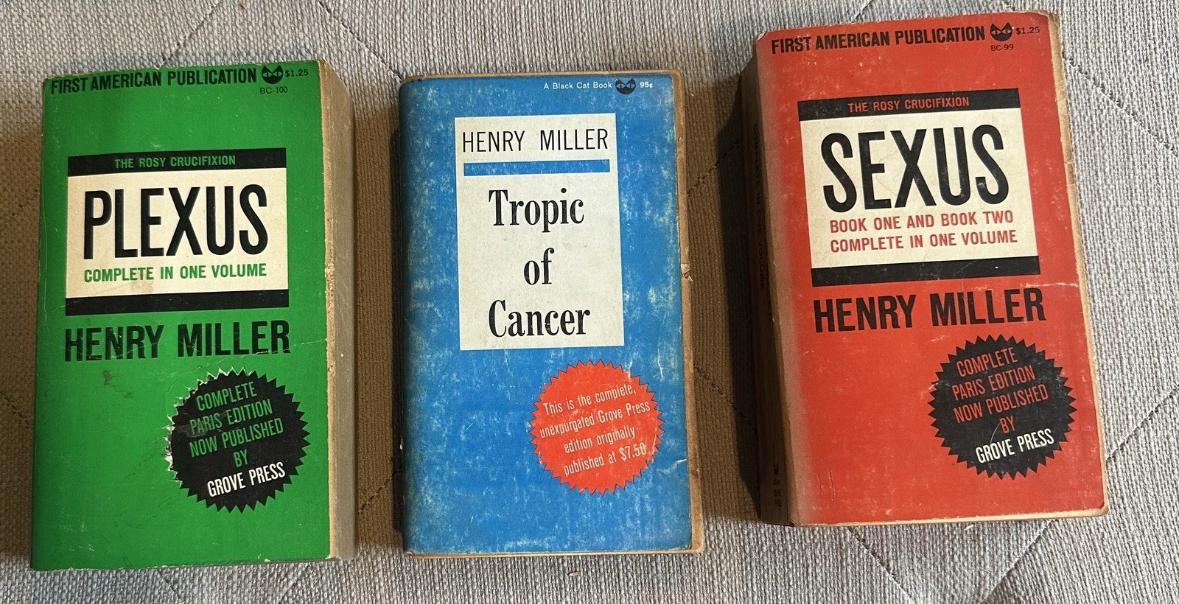 FIRST AMERICAN PUBLICATION $1.25
BC-100
THE ROSY CRUCIFIXION
PLEXUS
COMPLETE IN ONE VOLUME
HENRY MILLER
COMPLETE
PARIS EDITION
NOW PUBLISHED
BY
GROVE PRESS
A Black Cat Book 95¢
HENRY MILLER
Tropic
of
Cancer
This is the complete,
unexpurgated Grove Press
edition originally
published at $7.50
FIRST AMERICAN PUBLICATION $1.25
BC-99
THE ROSY CRUCIFIXION
SEXUS
BOOK ONE AND BOOK TWO
COMPLETE IN ONE VOLUME
HENRY MILLER
COMPLETE
PARIS EDITION
NOW PUBLISHED
BY
GROVE PRESS